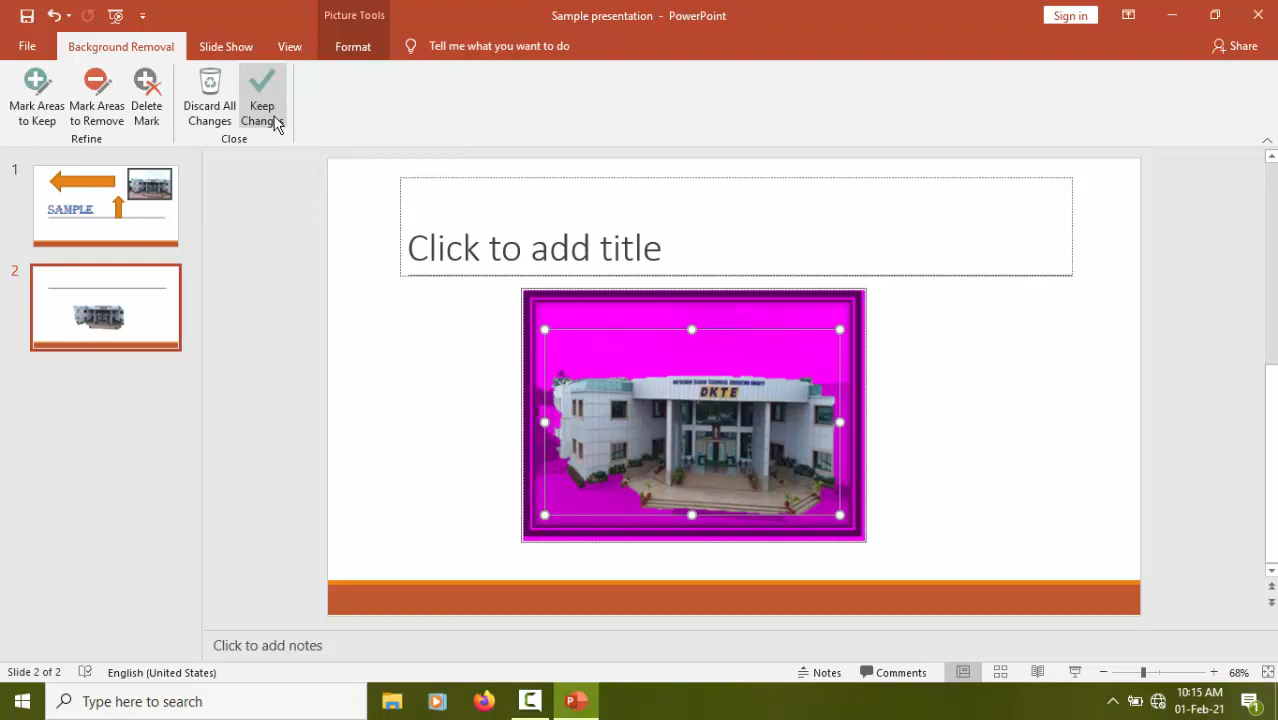 Picture Tools
Sample presentation - PowerPoint
Sign in
File
Background Removal
Slide Show
View
Format
Tell me what you want to do
Share
Mark Areas to Keep
Mark Areas to Remove
Delete Mark
Discard All Changes
Keep Changes
Refine
Close
1
SAMPLE
2
Click to add title
DKTE
Click to add notes
Slide 2 of 2
English (United States)
Notes
Comments
68%
Type here to search
10:15 AM
01-Feb-21
1